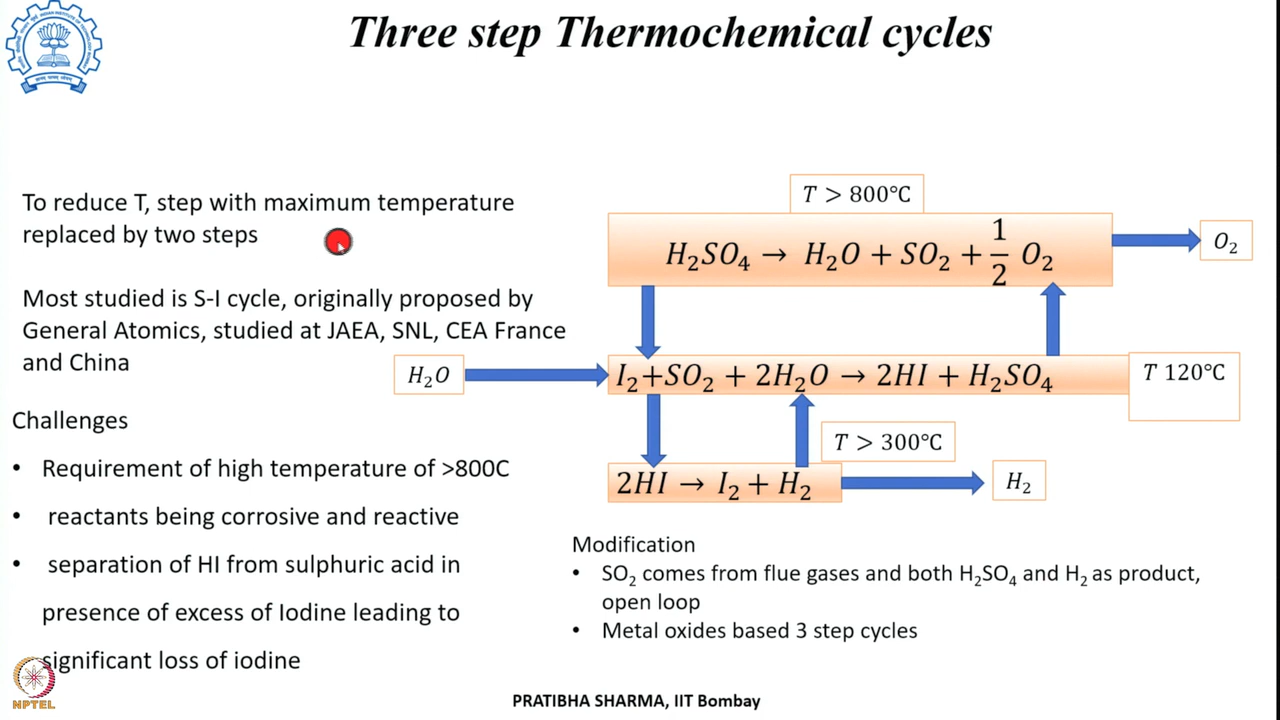 Three step Thermochemical cycles
To reduce T, step with maximum temperature
replaced by two steps
Most studied is S-I cycle, originally proposed by
General Atomics, studied at JAEA, SNL, CEA France
and China
Challenges
• Requirement of high temperature of >800C
• reactants being corrosive and reactive
• separation of HI from sulphuric acid in
presence of excess of Iodine leading to
significant loss of iodine
T > 800℃
H₂SO₄ → H₂O + SO₂ + 1/2 O₂
O₂
H₂O
I₂+SO₂ + 2H₂O → 2HI + H₂SO₄
T 120℃
T > 300℃
2HI → I₂ + H₂
H₂
Modification
• SO₂ comes from flue gases and both H₂SO₄ and H₂ as product,
open loop
• Metal oxides based 3 step cycles
NPTEL
PRATIBHA SHARMA, IIT Bombay